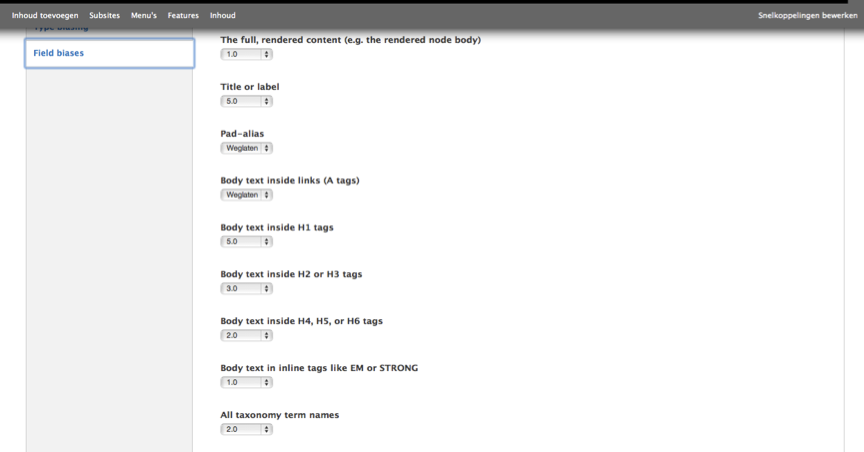 Inhoud toevoegen Subsites Menu's Features Inhoud Snelkoppelingen bewerken
Type biasing
Field biases
The full, rendered content (e.g. the rendered node body)
1.0
Title or label
5.0
Pad-alias
Weglaten
Body text inside links (A tags)
Weglaten
Body text inside H1 tags
5.0
Body text inside H2 or H3 tags
3.0
Body text inside H4, H5, or H6 tags
2.0
Body text in inline tags like EM or STRONG
1.0
All taxonomy term names
2.0